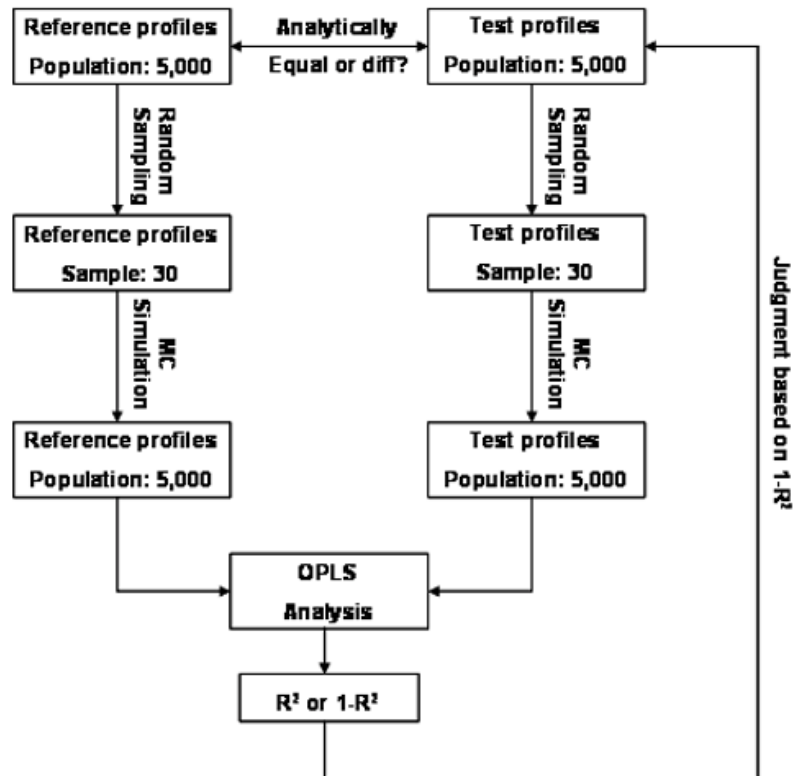 Reference profiles
Population: 5,000
Analytically
Equal or diff?
Test profiles
Population: 5,000
Random
Sampling
Random
Sampling
Reference profiles
Sample: 30
Test profiles
Sample: 30
MC
Simulation
MC
Simulation
Reference profiles
Population: 5,000
Test profiles
Population: 5,000
OPLS
Analysis
R² or 1-R²
Judgment based on 1-R²